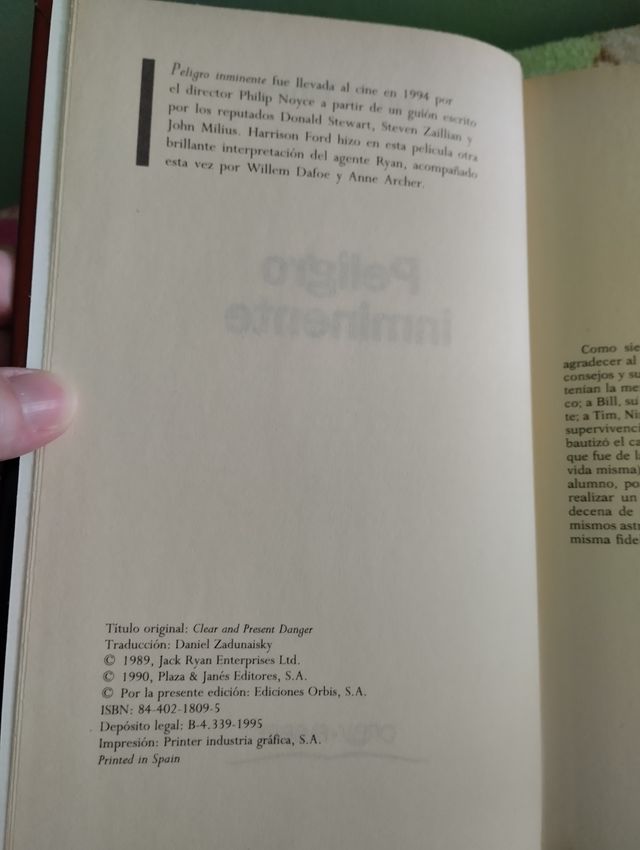 Peligro inminente fue llevada al cine en 1994 por
el director Philip Noyce a partir de un guión escrito
por los reputados Donald Stewart, Steven Zaillian y
John Milius. Harrison Ford hizo en esta película otra
brillante interpretación del agente Ryan, acompañado
esta vez por Willem Dafoe y Anne Archer.
Peligro
inminente
Título original: Clear and Present Danger
Traducción: Daniel Zadunaisky
© 1989, Jack Ryan Enterprises Ltd.
© 1990, Plaza & Janés Editores, S.A.
© Por la presente edición: Ediciones Orbis, S.A.
ISBN: 84-402-1809-5
Depósito legal: B-4.339-1995
Impresión: Printer industria gráfica, S.A.
Printed in Spain
Como sie
agradecer al
consejos y su
tenían la me
co; a Bill, su
te; a Tim, Ni
supervivenci
bautizó el ca
que fue de l
vida misma)
alumno, po
realizar un
decena de
mismos ast
misma fide